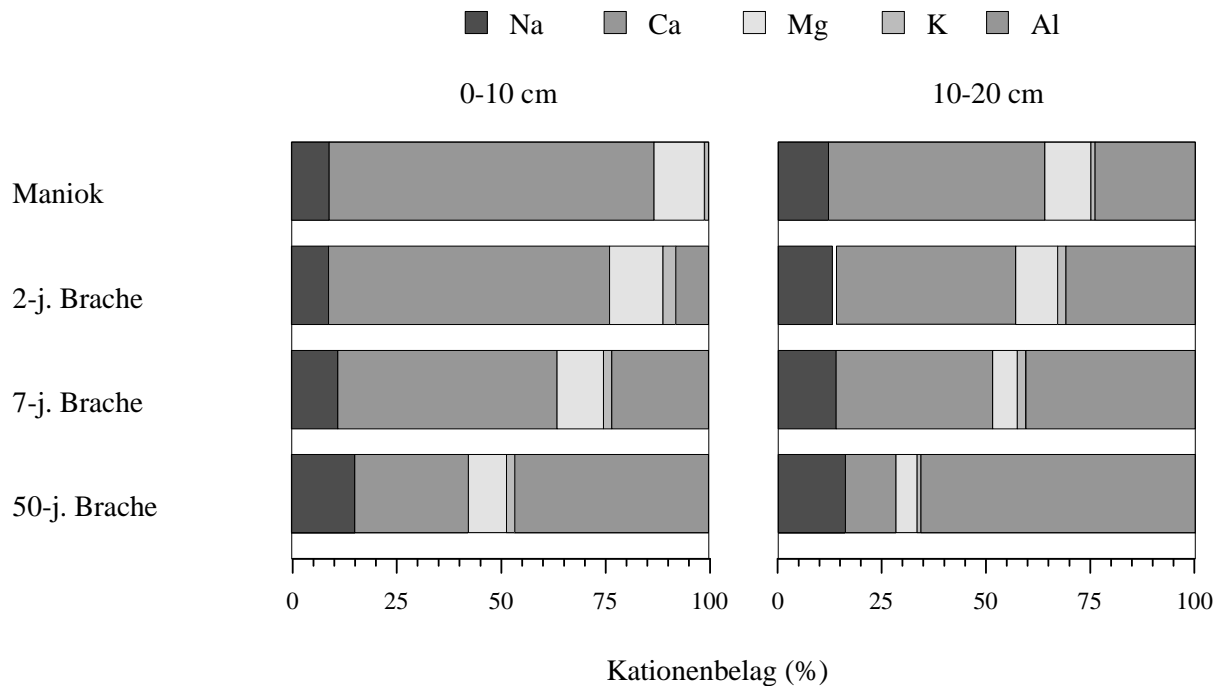 Na Ca Mg K Al
0-10 cm 10-20 cm
Maniok
2-j. Brache
7-j. Brache
50-j. Brache
0 25 50 75 100 0 25 50 75 100
Kationenbelag (%)